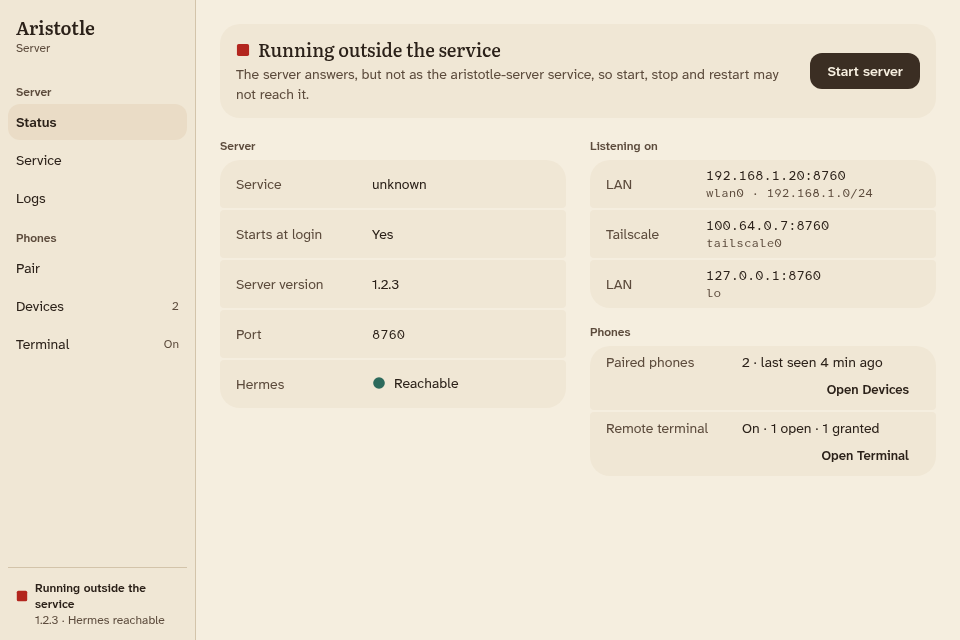 Aristotle
Server
Server
Status
Service
Logs
Phones
Pair
Devices 2
Terminal On
Running outside the
service
1.2.3 · Hermes reachable
Running outside the service
The server answers, but not as the aristotle-server service, so start, stop and restart may
not reach it.
Start server
Server
Service unknown
Starts at login Yes
Server version 1.2.3
Port 8760
Hermes Reachable
Listening on
LAN 192.168.1.20:8760
wlan0 · 192.168.1.0/24
Tailscale 100.64.0.7:8760
tailscale0
LAN 127.0.0.1:8760
lo
Phones
Paired phones 2 · last seen 4 min ago
Open Devices
Remote terminal On · 1 open · 1 granted
Open Terminal